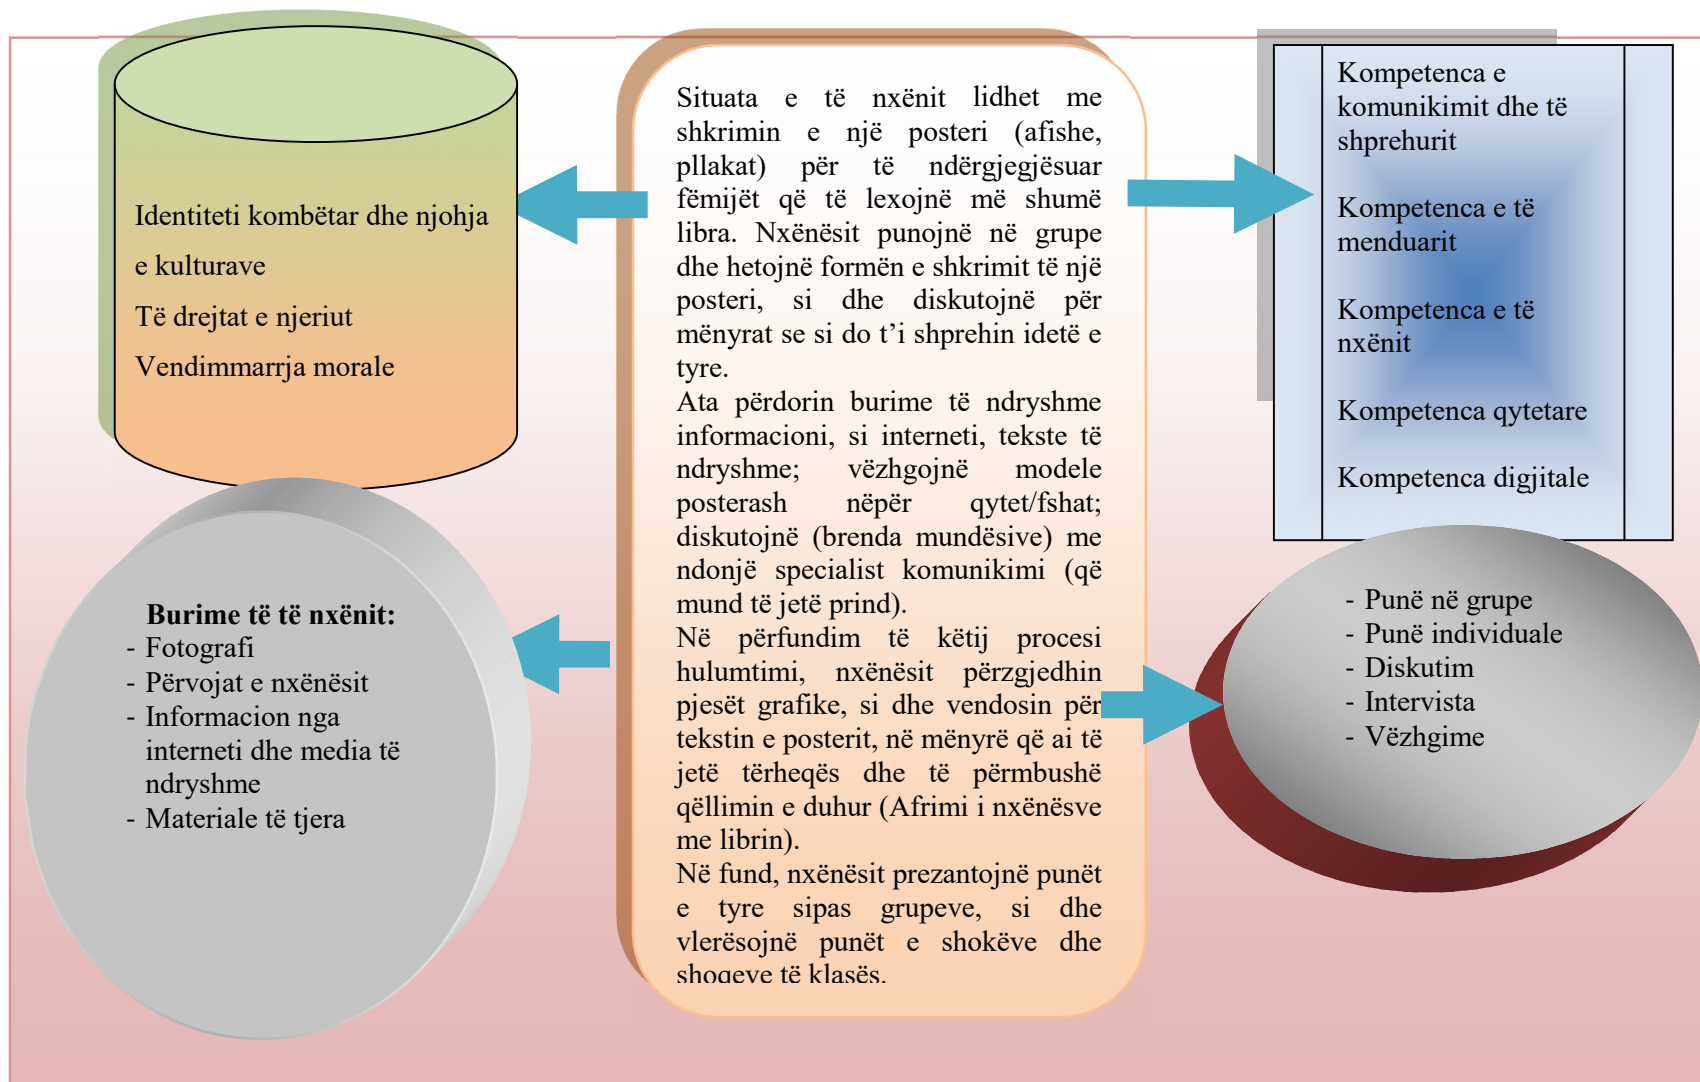 Identiteti kombëtar dhe njohja
e kulturave
Të drejtat e njeriut
Vendimmarrja morale
Burime të të nxënit:
- Fotografi
- Përvojat e nxënësit
- Informacion nga
interneti dhe media të
ndryshme
- Materiale të tjera
Situata e të nxënit lidhet me
shkrimin e një posteri (afishe,
pllakat) për të ndërgjegjësuar
fëmijët që të lexojnë më shumë
libra. Nxënësit punojnë në grupe
dhe hetojnë formën e shkrimit të një
posteri, si dhe diskutojnë për
mënyrat se si do t’i shprehin idetë e
tyre.
Ata përdorin burime të ndryshme
informacioni, si interneti, tekste të
ndryshme; vëzhgojnë modele
posterash nëpër qytet/fshat;
diskutojnë (brenda mundësive) me
ndonjë specialist komunikimi (që
mund të jetë prind).
Në përfundim të këtij procesi
hulumtimi, nxënësit përzgjedhin
pjesët grafike, si dhe vendosin për
tekstin e posterit, në mënyrë që ai të
jetë tërheqës dhe të përmbushë
qëllimin e duhur (Afrimi i nxënësve
me librin).
Në fund, nxënësit prezantojnë punët
e tyre sipas grupeve, si dhe
vlerësojnë punët e shokëve dhe
shoqeve të klasës.
Kompetenca e
komunikimit dhe të
shprehurit
Kompetenca e të
menduarit
Kompetenca e të
nxënit
Kompetenca qytetare
Kompetenca digjitale
- Punë në grupe
- Punë individuale
- Diskutim
- Intervista
- Vëzhgime